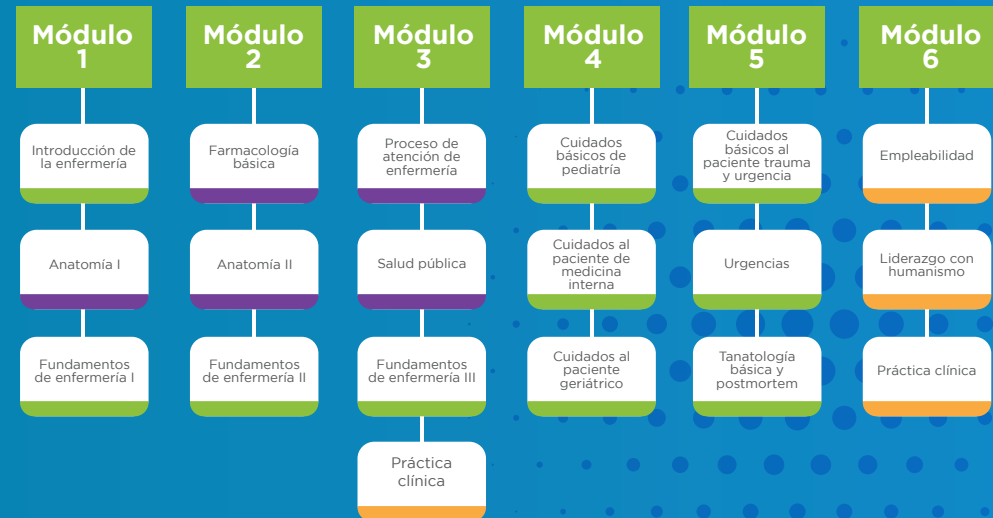 Módulo
1
Introducción de
la enfermería
Anatomía I
Fundamentos
de enfermería I
Módulo
2
Farmacología
básica
Anatomía II
Fundamentos
de enfermería II
Módulo
3
Proceso de
atención de
enfermería
Salud pública
Fundamentos
de enfermería III
Práctica
clínica
Módulo
4
Cuidados
básicos de
pediatría
Cuidados al
paciente de
medicina
interna
Cuidados al
paciente
geriátrico
Módulo
5
Cuidados
básicos al
paciente trauma
y urgencia
Urgencias
Tanatología
básica y
postmortem
Módulo
6
Empleabilidad
Liderazgo con
humanismo
Práctica clínica